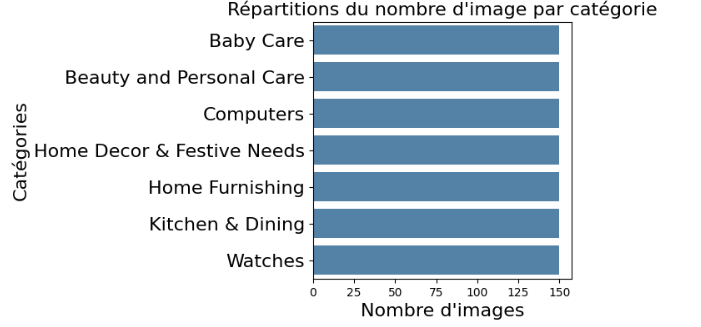 Répartitions du nombre d'image par catégorie
Catégories
Baby Care
Beauty and Personal Care
Computers
Home Decor & Festive Needs
Home Furnishing
Kitchen & Dining
Watches
0 25 50 75 100 125 150
Nombre d'images